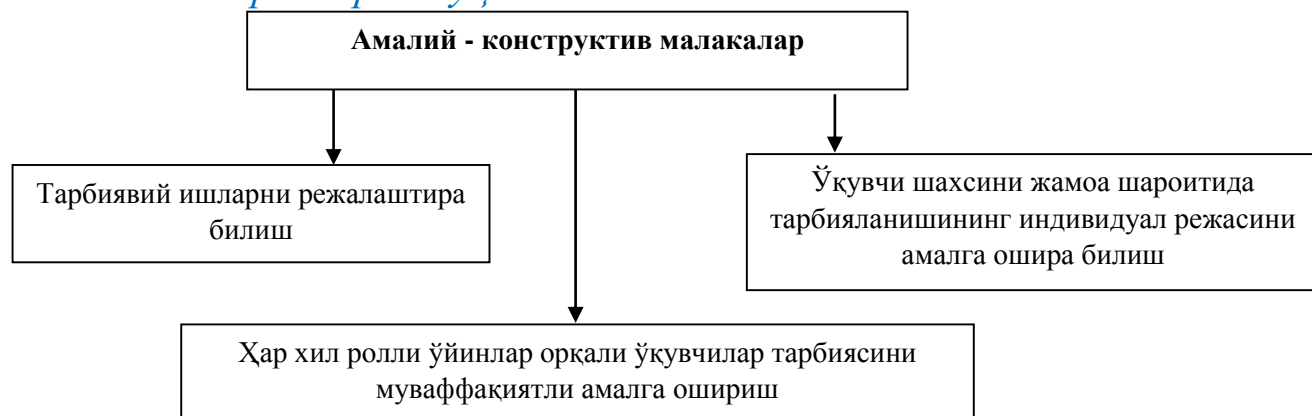 Амалий - конструктив малакалар
Тарбиявий ишларни режалаштира
билиш
Ўқувчи шахсини жамоа шароитида
тарбияланишининг индивидуал режасини
амалга ошира билиш
Ҳар хил ролли ўйинлар орқали ўқувчилар тарбиясини
муваффақиятли амалга ошириш